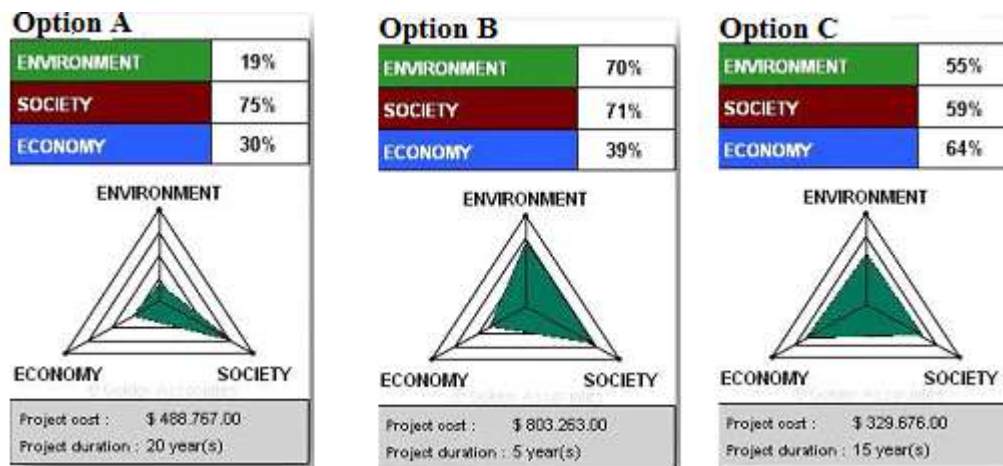 Option A
ENVIRONMENT 19%
SOCIETY 75%
ECONOMY 30%
ENVIRONMENT
ECONOMY SOCIETY
Project cost : $ 488.767.00
Project duration : 20 year(s)
Option B
ENVIRONMENT 70%
SOCIETY 71%
ECONOMY 39%
ENVIRONMENT
ECONOMY SOCIETY
Project cost : $ 803.263.00
Project duration : 5 year(s)
Option C
ENVIRONMENT 55%
SOCIETY 59%
ECONOMY 64%
ENVIRONMENT
ECONOMY SOCIETY
Project cost : $ 329.676.00
Project duration : 15 year(s)